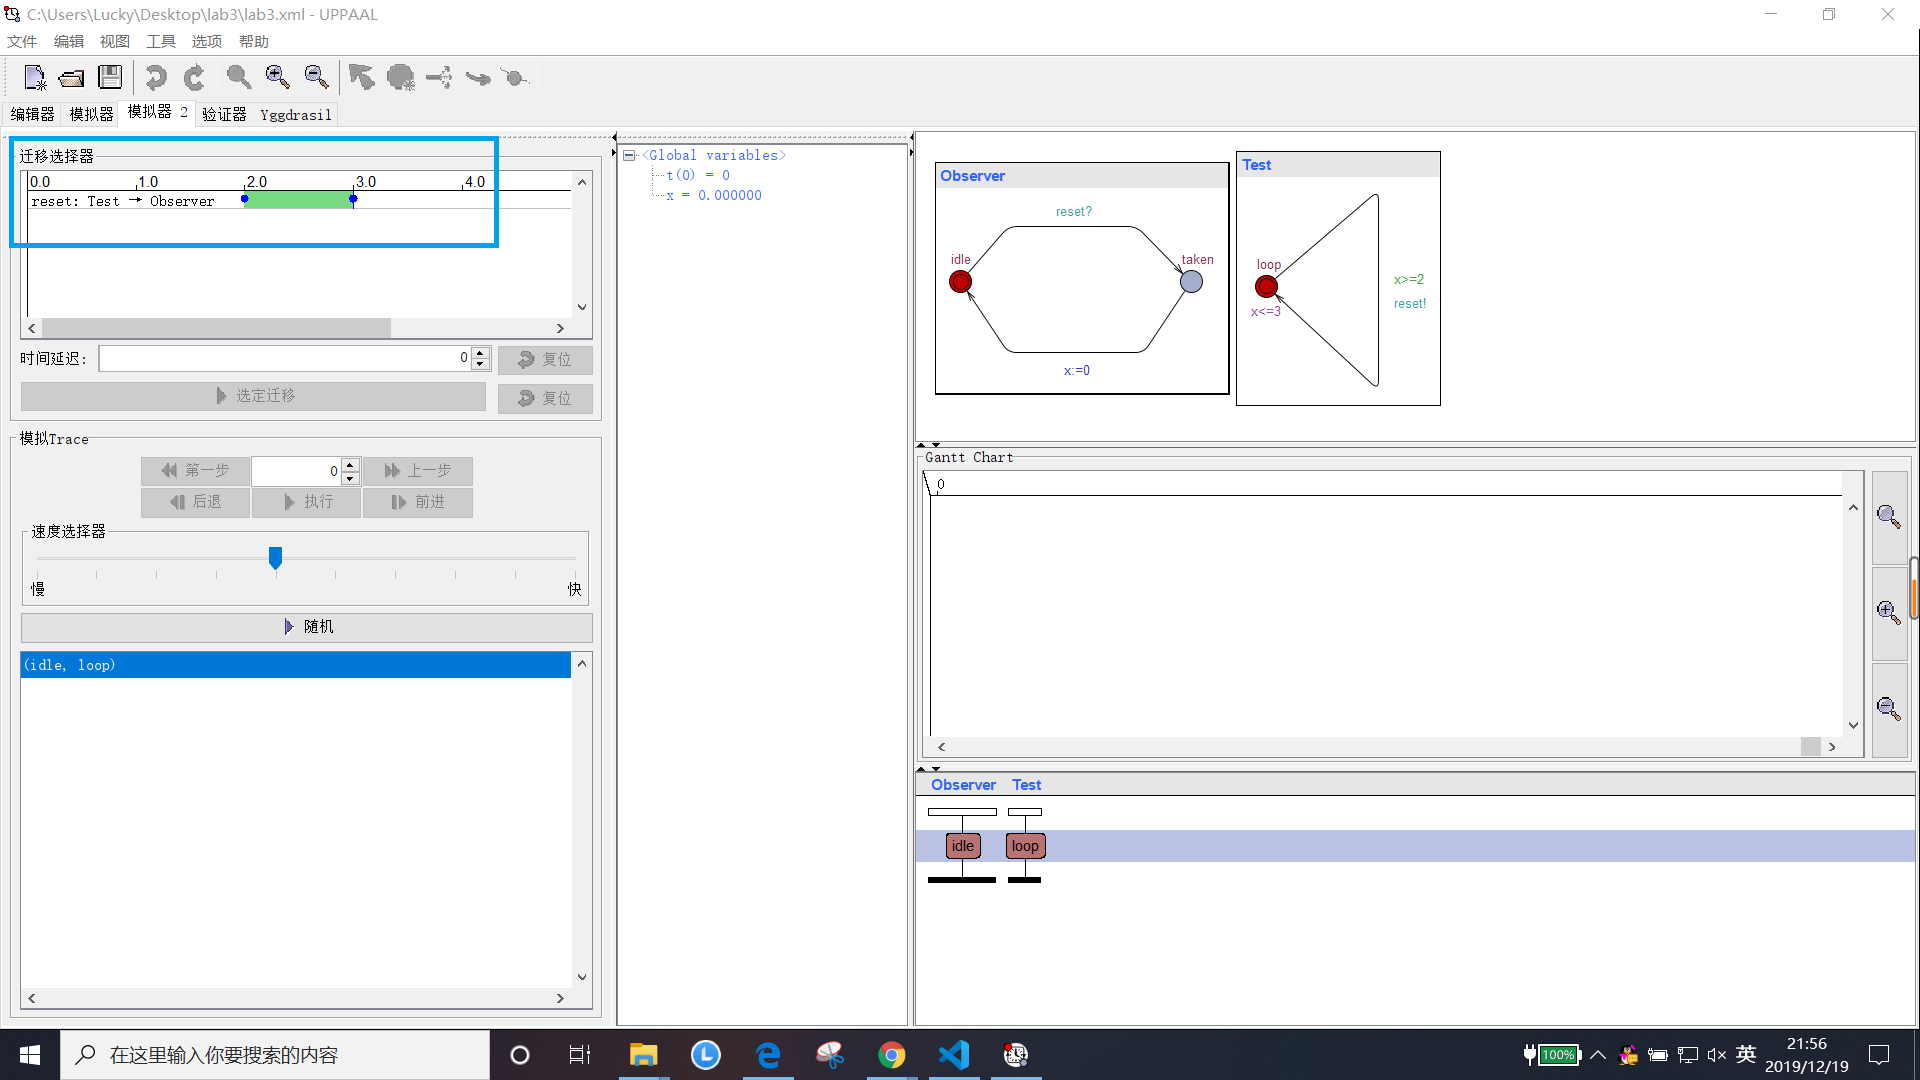 C:\Users\Lucky\Desktop\lab3\lab3.xml - UPPAAL
文件 编辑 视图 工具 选项 帮助
编辑器 模拟器 模拟器 2 验证器 Yggdrasil
迁移选择器
0.0 1.0 2.0 3.0 4.0
reset: Test → Observer
时间延迟: 0 复位
选定迁移 复位
模拟Trace
第一步 0 上一步
后退 执行 前进
速度选择器
慢 快
随机
(idle, loop)
<Global variables>
t(0) = 0
x = 0.000000
Observer
reset?
idle
taken
x:=0
Test
loop
x<=3
x>=2
reset!
Gantt Chart
0
Observer Test
idle loop
在这里输入你要搜索的内容
100%
英
21:56
2019/12/19